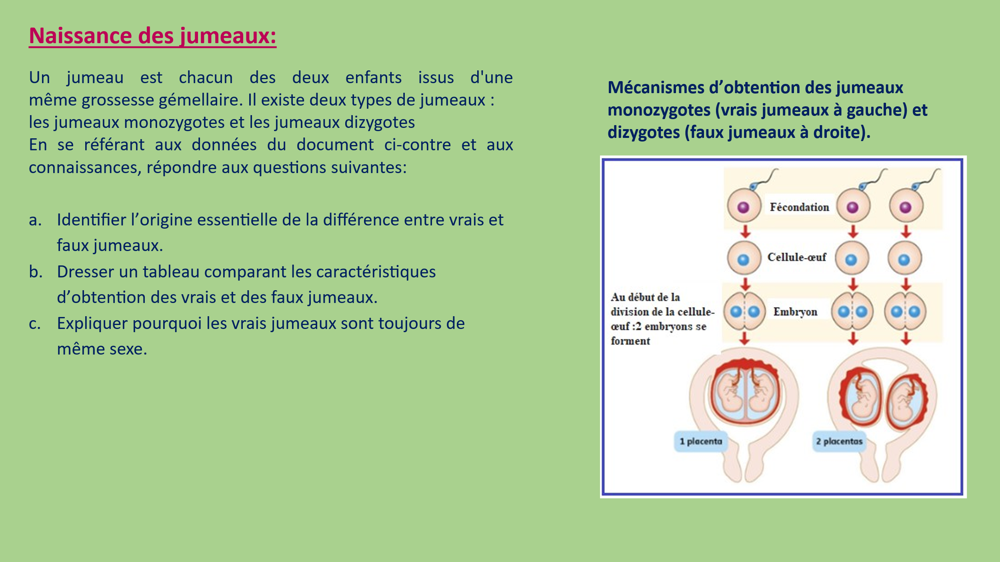 Naissance des jumeaux:
Un jumeau est chacun des deux enfants issus d'une
même grossesse gémellaire. Il existe deux types de jumeaux :
les jumeaux monozygotes et les jumeaux dizygotes
En se référant aux données du document ci-contre et aux
connaissances, répondre aux questions suivantes:
a. Identifier l’origine essentielle de la différence entre vrais et
faux jumeaux.
b. Dresser un tableau comparant les caractéristiques
d’obtention des vrais et des faux jumeaux.
c. Expliquer pourquoi les vrais jumeaux sont toujours de
même sexe.
Mécanismes d’obtention des jumeaux
monozygotes (vrais jumeaux à gauche) et
dizygotes (faux jumeaux à droite).
Fécondation
Cellule-œuf
Au début de la
division de la cellule-
œuf :2 embryons se
forment
Embryon
1 placenta
2 placentas